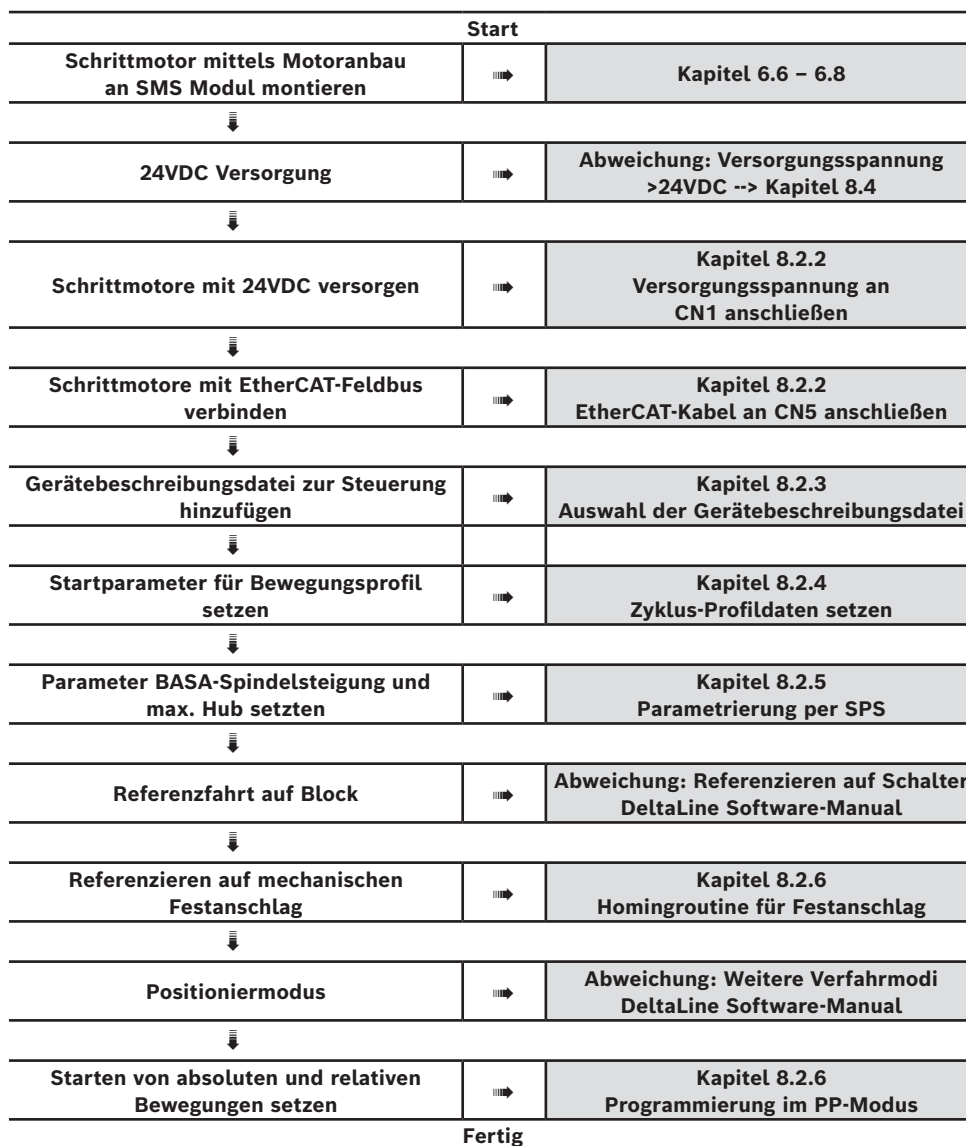 Start
Schrittmotor mittels Motoranbau
an SMS Modul montieren
Kapitel 6.6 – 6.8
24VDC Versorgung
Abweichung: Versorgungsspannung
>24VDC --> Kapitel 8.4
Schrittmotore mit 24VDC versorgen
Kapitel 8.2.2
Versorgungsspannung an
CN1 anschließen
Schrittmotore mit EtherCAT-Feldbus
verbinden
Kapitel 8.2.2
EtherCAT-Kabel an CN5 anschließen
Gerätebeschreibungsdatei zur Steuerung
hinzufügen
Kapitel 8.2.3
Auswahl der Gerätebeschreibungsdatei
Startparameter für Bewegungsprofil
setzen
Kapitel 8.2.4
Zyklus-Profildaten setzen
Parameter BASA-Spindelsteigung und
max. Hub setzten
Kapitel 8.2.5
Parametrierung per SPS
Referenzfahrt auf Block
Abweichung: Referenzieren auf Schalter
DeltaLine Software-Manual
Referenzieren auf mechanischen
Festanschlag
Kapitel 8.2.6
Homingroutine für Festanschlag
Positioniermodus
Abweichung: Weitere Verfahrmodi
DeltaLine Software-Manual
Starten von absoluten und relativen
Bewegungen setzen
Kapitel 8.2.6
Programmierung im PP-Modus
Fertig